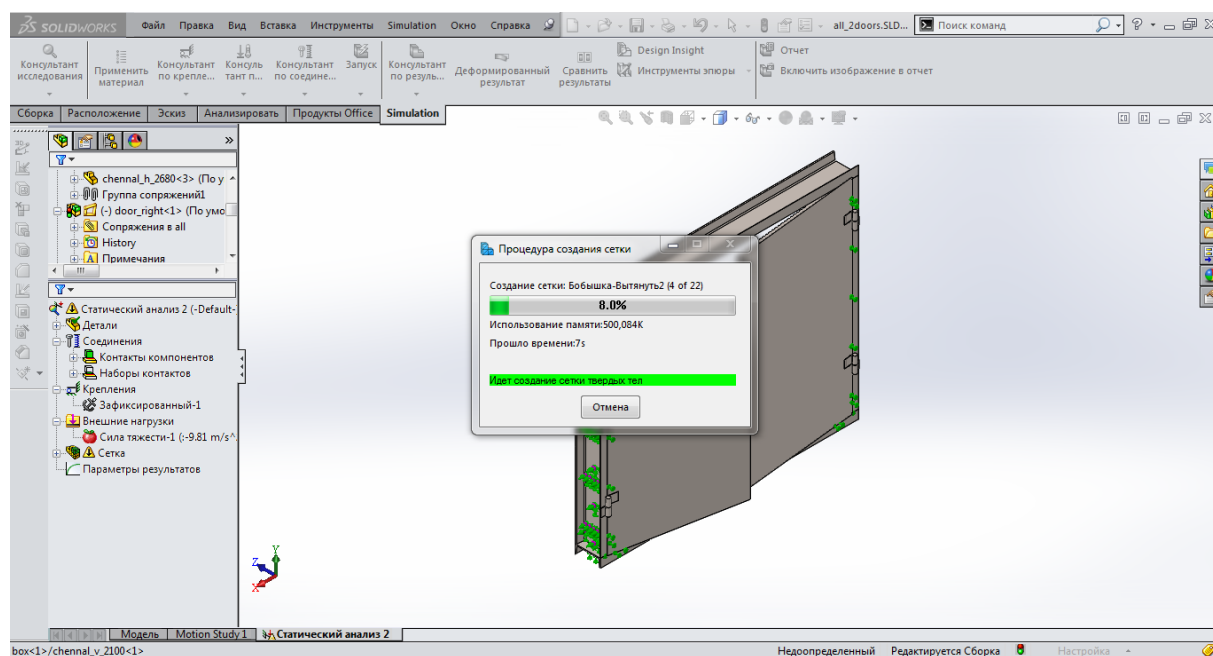 SOLIDWORKS Файл Правка Вид Вставка Инструменты Simulation Окно Справка all_2doors.SLD... Поиск команд
Консультант исследования
Применить материал
Консультант по крепле...
Консуль тант п...
Консультант по соедине...
Запуск
Консультант по резуль...
Деформированный результат
Сравнить результаты
Design Insight
Инструменты эпюры
Отчет
Включить изображение в отчет
Сборка Расположение Эскиз Анализировать Продукты Office Simulation
chennal_h_2680<3> (По у
Группа сопряжений1
(-) door_right<1> (По умо
Сопряжения в all
History
Примечания
Статический анализ 2 (-Default-
Детали
Соединения
Контакты компонентов
Наборы контактов
Крепления
Зафиксированный-1
Внешние нагрузки
Сила тяжести-1 (:-9.81 m/s^
Сетка
Параметры результатов
Процедура создания сетки
Создание сетки: Бобышка-Вытянуть2 (4 of 22)
8.0%
Использование памяти:500,084K
Прошло времени:7s
Идет создание сетки твердых тел
Отмена
Y
Z
X
Модель Motion Study 1 Статический анализ 2
box<1>/chennal_v_2100<1> Недоопределенный Редактируется Сборка Настройка